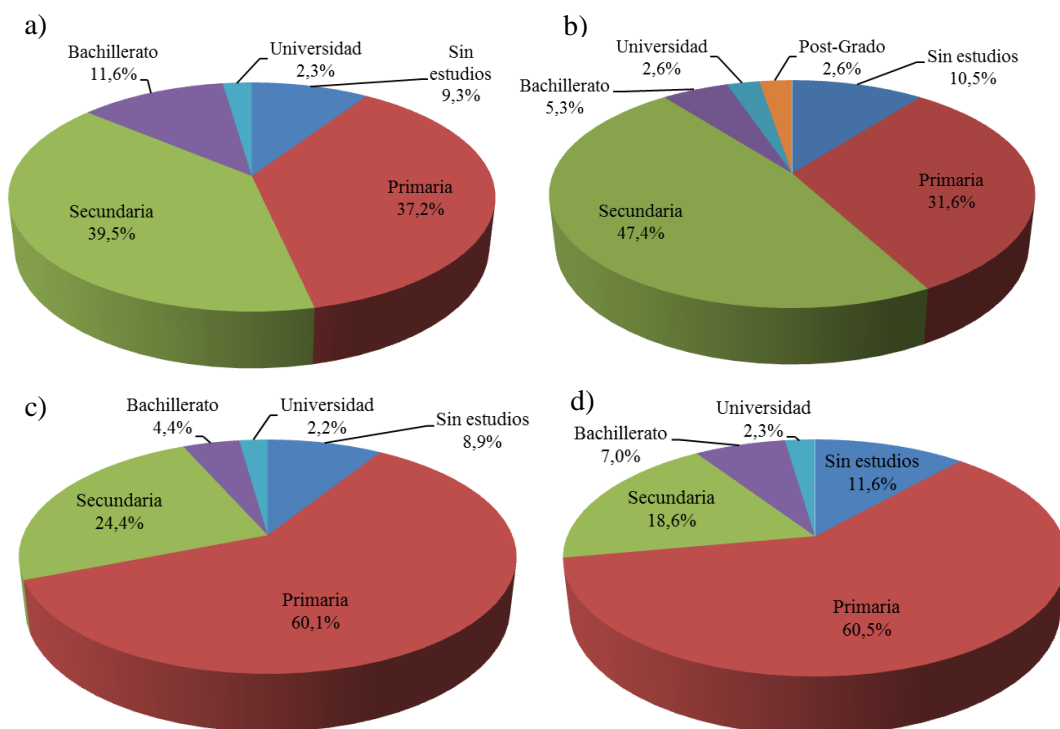 a)
Bachillerato
11,6%
Universidad
2,3%
Sin
estudios
9,3%
Primaria
37,2%
Secundaria
39,5%
b)
Universidad
2,6%
Post-Grado
2,6%
Sin estudios
10,5%
Bachillerato
5,3%
Primaria
31,6%
Secundaria
47,4%
c)
Bachillerato
4,4%
Universidad
2,2%
Sin estudios
8,9%
Secundaria
24,4%
Primaria
60,1%
d)
Universidad
2,3%
Bachillerato
7,0%
Sin estudios
11,6%
Secundaria
18,6%
Primaria
60,5%